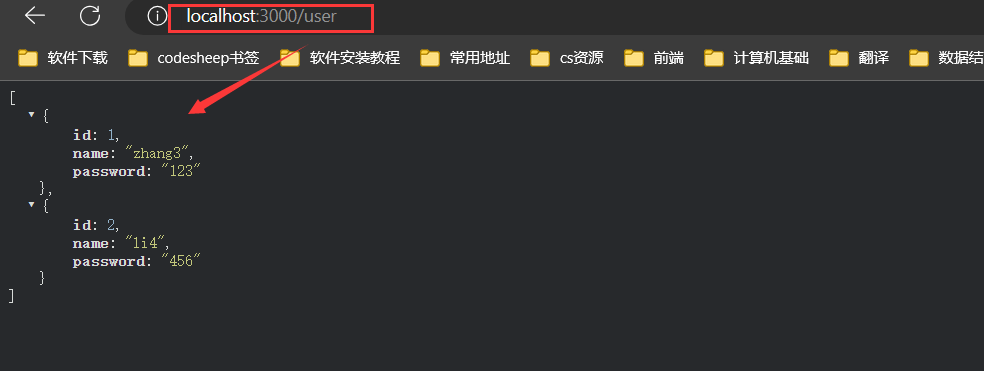 localhost:3000/user
软件下载 codesheep书签 软件安装教程 常用地址 cs资源 前端 计算机基础 翻译 数据结
[
{
id: 1,
name: "zhang3",
password: "123"
},
{
id: 2,
name: "li4",
password: "456"
}
]